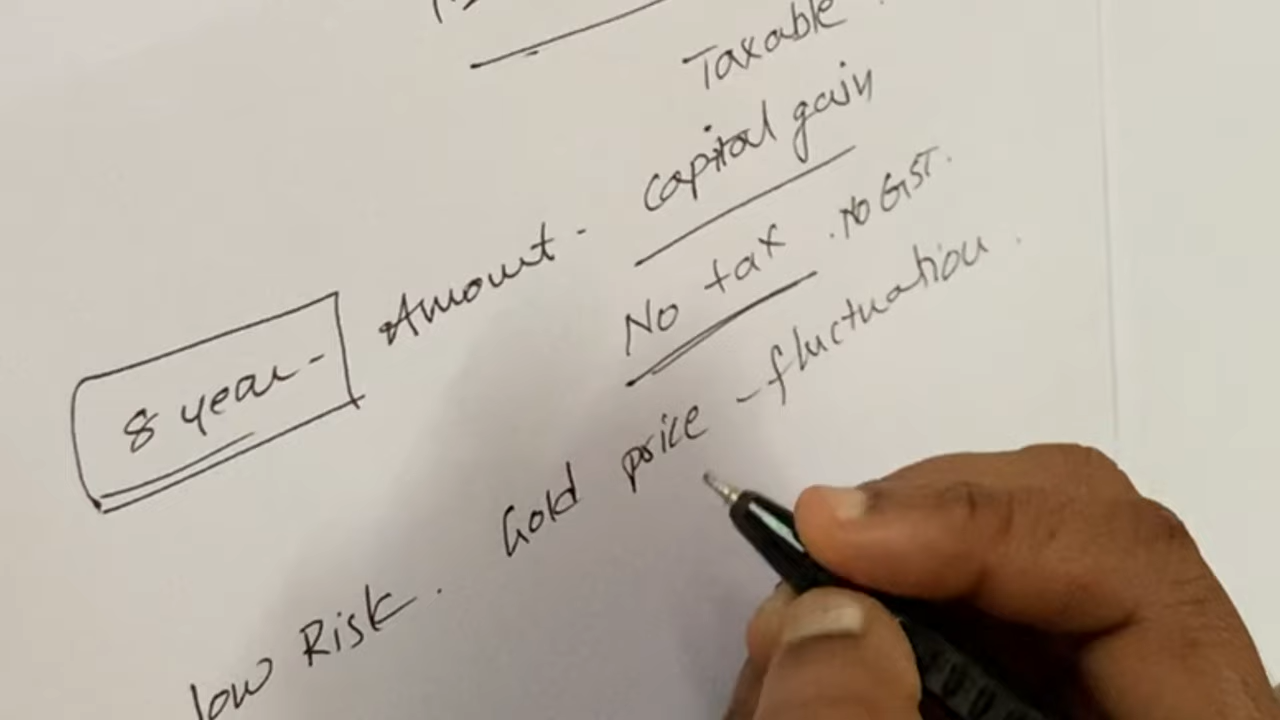 Taxable.
8 year - Amount - Capital gain
No tax. No GST.
low Risk. Gold price - fluctuation.